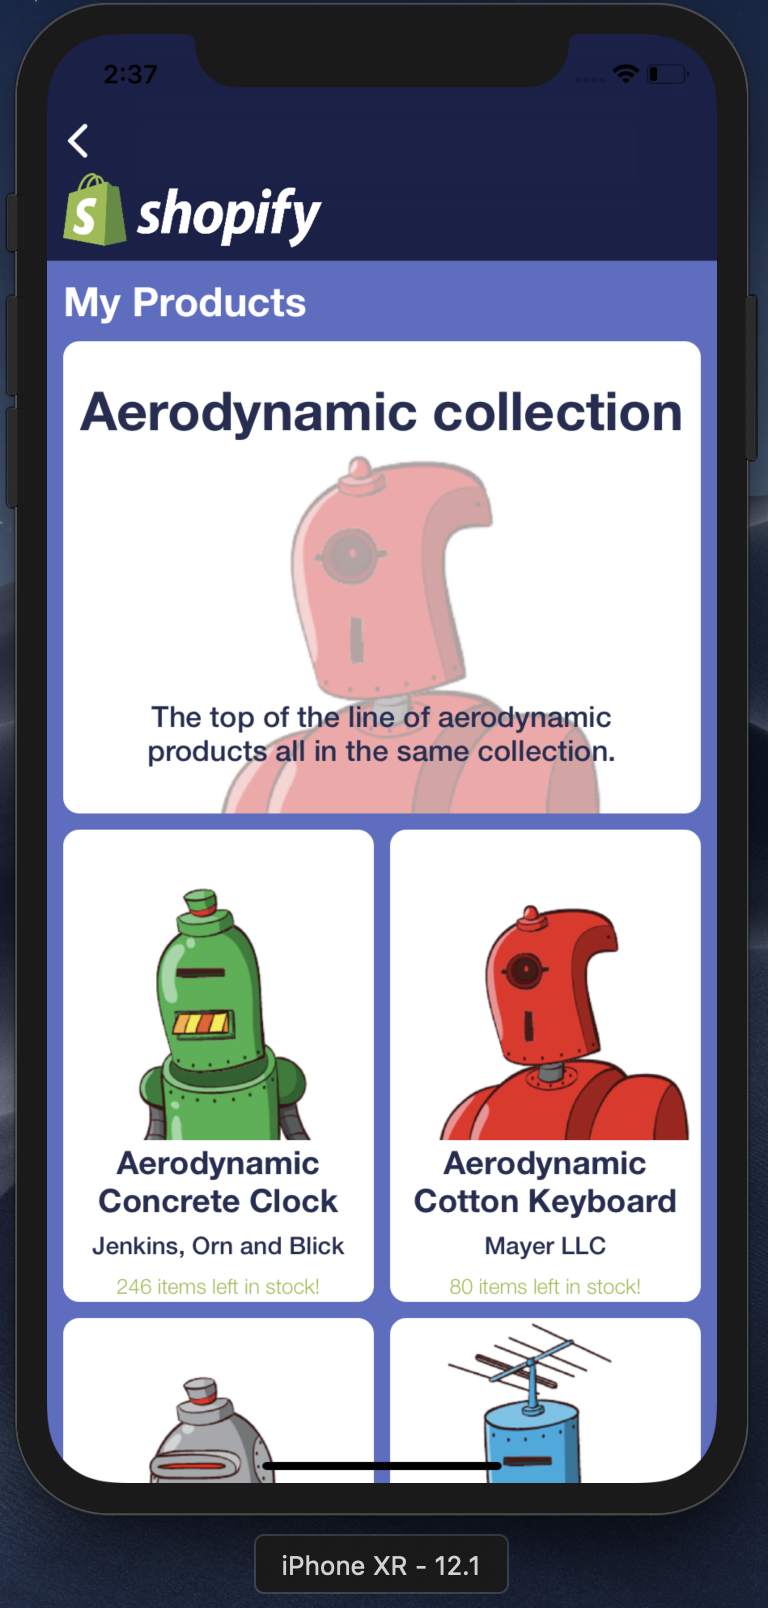 2:37
S shopify
My Products
Aerodynamic collection
The top of the line of aerodynamic
products all in the same collection.
Aerodynamic
Concrete Clock
Jenkins, Orn and Blick
246 items left in stock!
Aerodynamic
Cotton Keyboard
Mayer LLC
80 items left in stock!
iPhone XR - 12.1